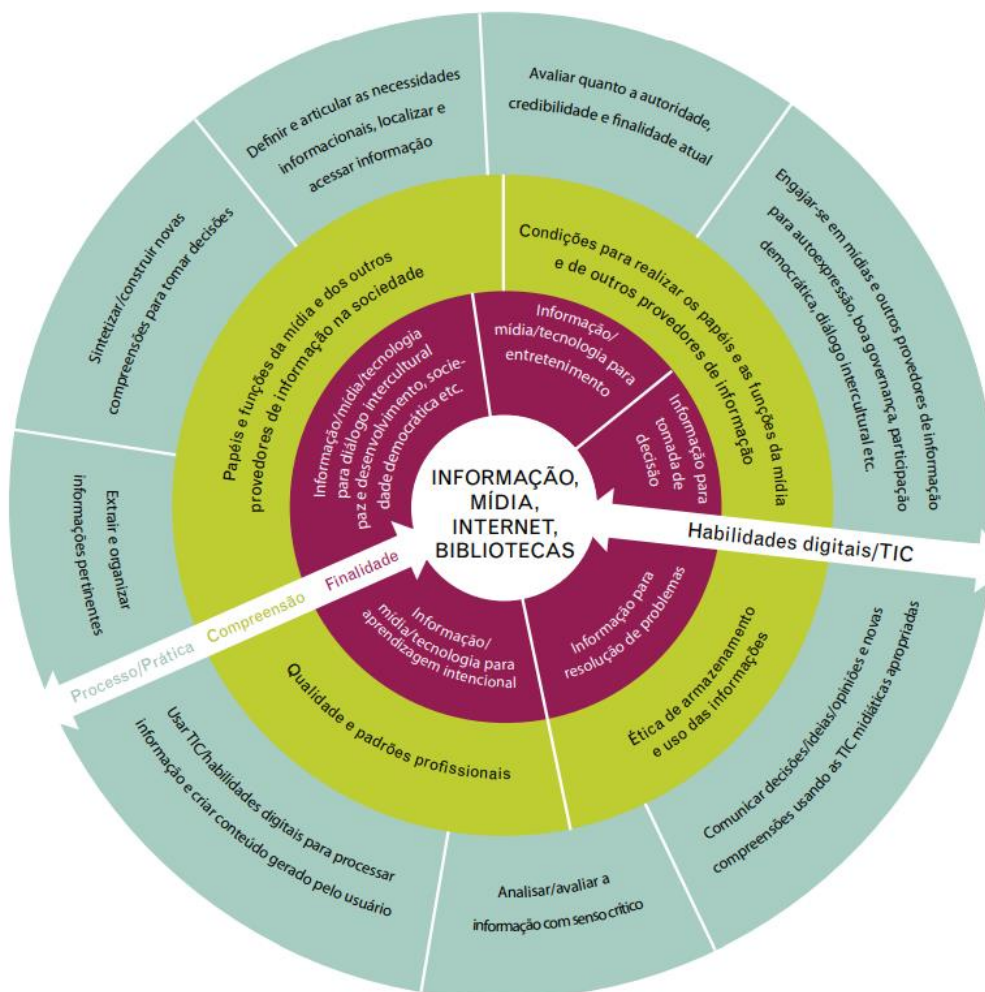 Definir e articular as necessidades
informacionais, localizar e
acessar informação
Avaliar quanto a autoridade,
credibilidade e finalidade atual
Engajar-se em mídias e outros provedores de informação
para autoexpressão, boa governança, participação
democrática, diálogo intercultural etc.
Comunicar decisões/ideias/opiniões e novas
compreensões usando as TIC midiáticas apropriadas
Analisar/avaliar a
informação com senso crítico
Usar TIC/habilidades digitais para processar
informação e criar conteúdo gerado pelo usuário
Extrair e organizar
informações pertinentes
Sintetizar/construir novas
compreensões para tomar decisões
Papéis e funções da mídia e dos outros
provedores de informação na sociedade
Condições para realizar os papéis e as funções da mídia
e de outros provedores de informação
Ética de armazenamento
e uso das informações
Qualidade e padrões profissionais
Informação/mídia/tecnologia
para diálogo intercultural
paz e desenvolvimento, socie-
dade democrática etc.
Informação/
mídia/tecnologia para
entretenimento
Informação para
tomada de
decisão
Informação para
resolução de problemas
Informação/
mídia/tecnologia para
aprendizagem intencional
INFORMAÇÃO,
MÍDIA,
INTERNET,
BIBLIOTECAS
Habilidades digitais/TIC
Processo/Prática Compreensão Finalidade